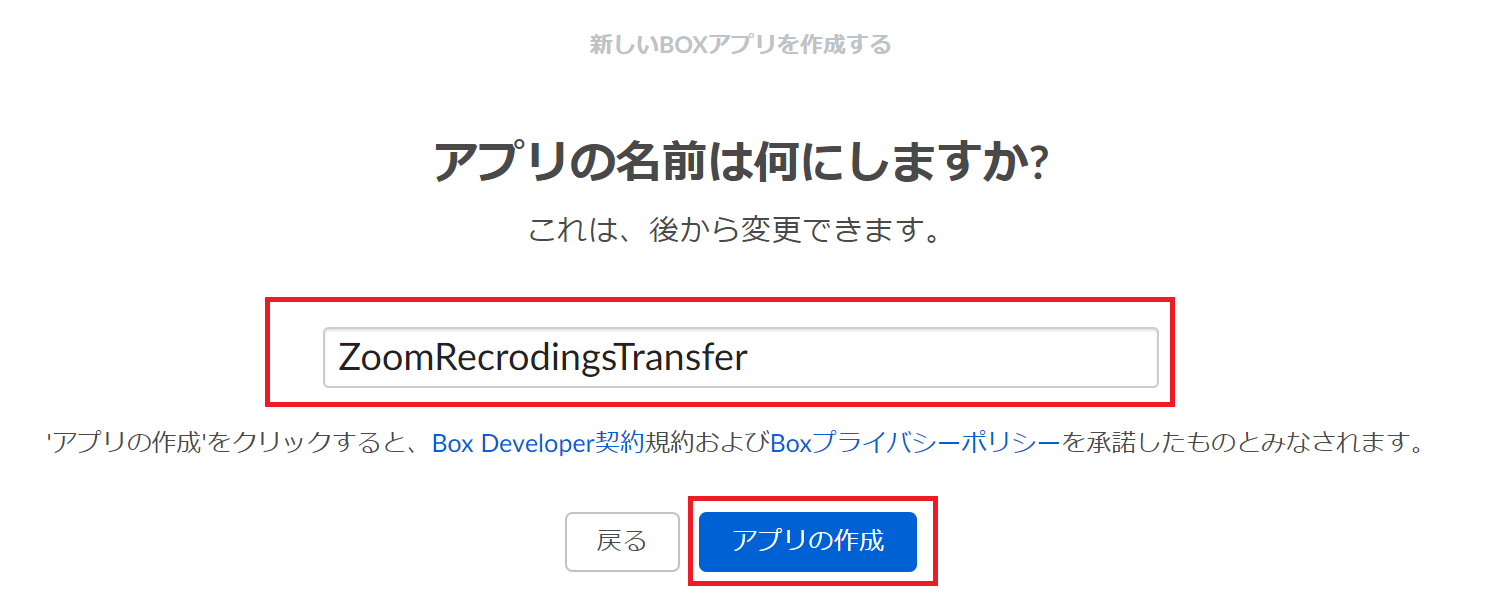 新しいBOXアプリを作成する
アプリの名前は何にしますか?
これは、後から変更できます。
ZoomRecrodingsTransfer
'アプリの作成'をクリックすると、Box Developer契約規約およびBoxプライバシーポリシーを承諾したものとみなされます。
戻る アプリの作成